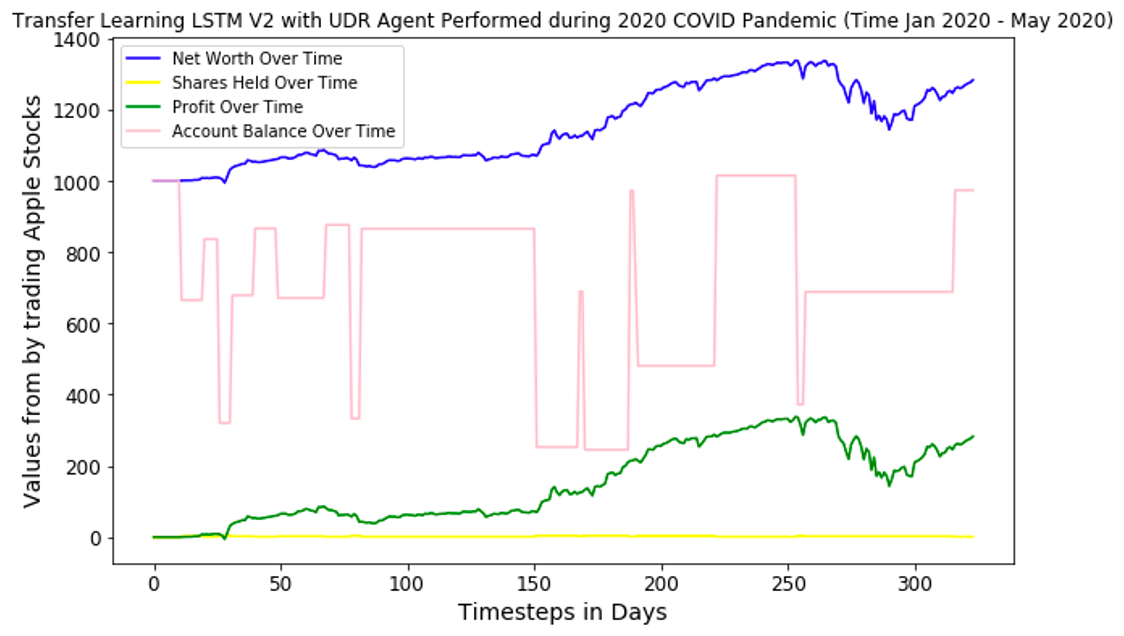 Transfer Learning LSTM V2 with UDR Agent Performed during 2020 COVID Pandemic (Time Jan 2020 - May 2020)
Net Worth Over Time
Shares Held Over Time
Profit Over Time
Account Balance Over Time
Values from by trading Apple Stocks
1400
1200
1000
800
600
400
200
0
0 50 100 150 200 250 300
Timesteps in Days